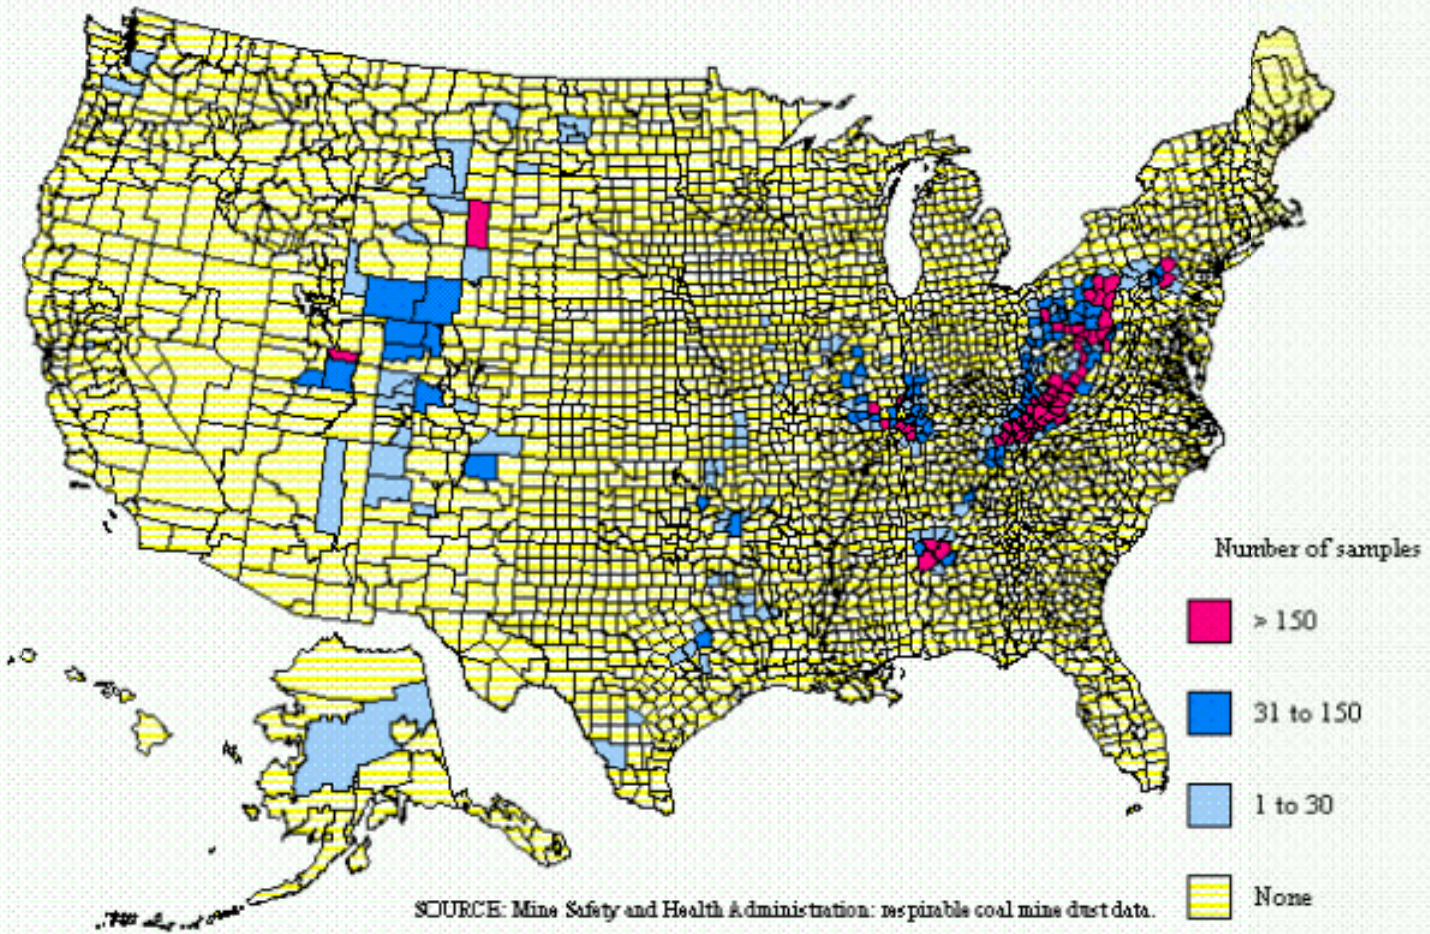 Number of samples
> 150
31 to 150
1 to 30
None
SOURCE: Mine Safety and Health Administration: respirable coal mine dust data.